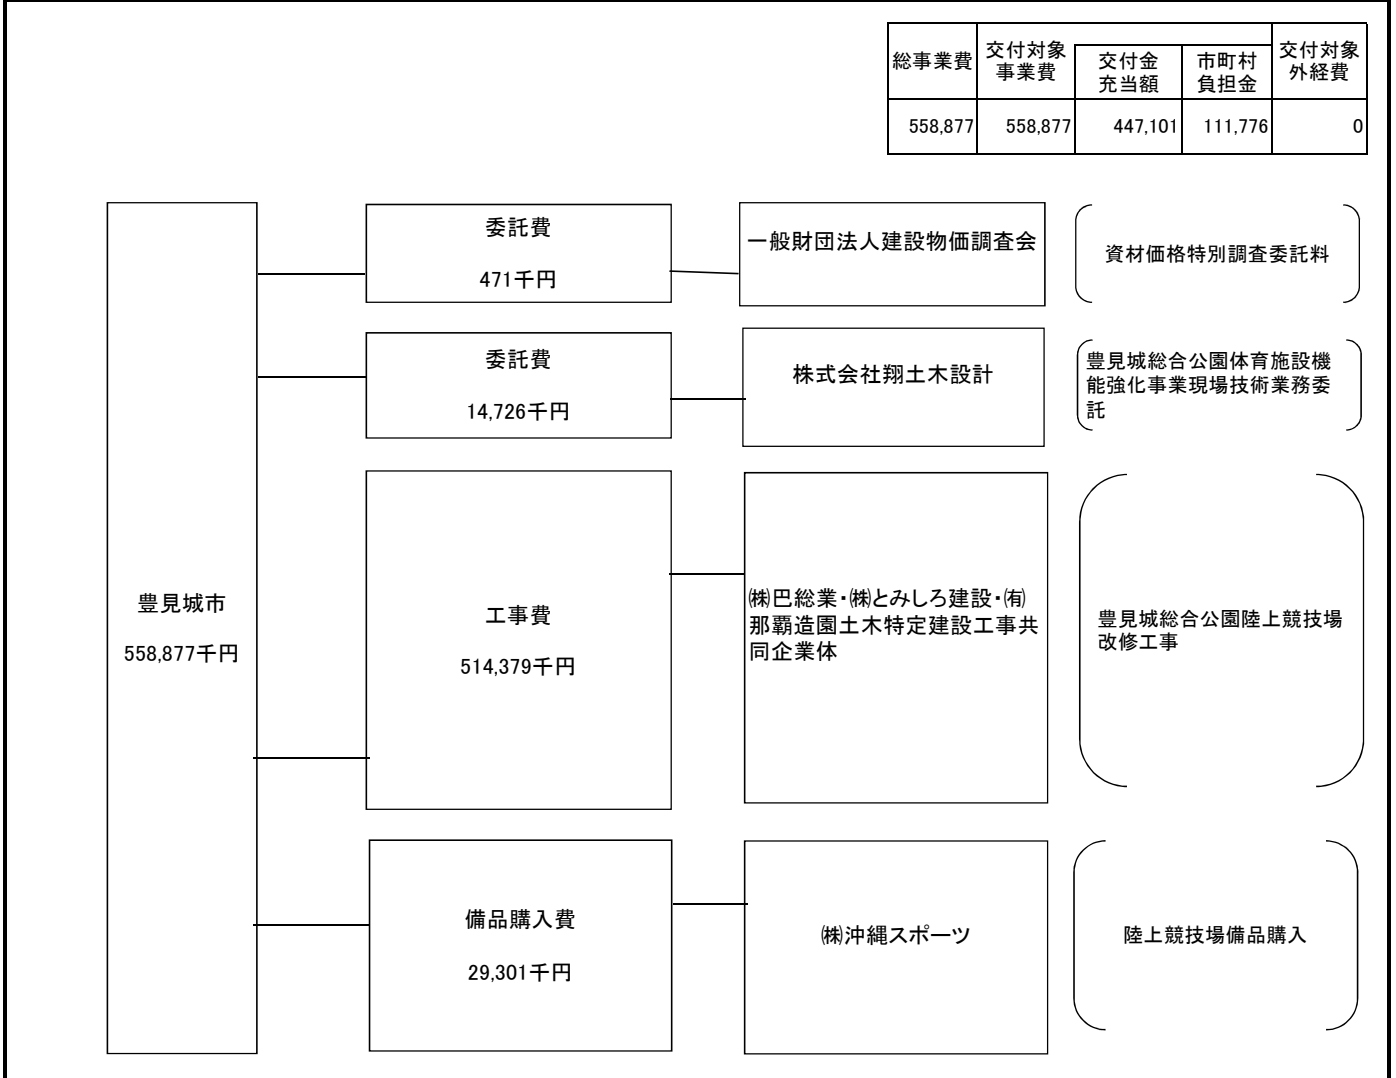 総事業費
交付対象
事業費
交付金
充当額
市町村
負担金
交付対象
外経費
558,877
558,877
447,101
111,776
0
豊見城市
558,877千円
委託費
471千円
一般財団法人建設物価調査会
資材価格特別調査委託料
委託費
14,726千円
株式会社翔土木設計
豊見城総合公園体育施設機
能強化事業現場技術業務委
託
工事費
514,379千円
㈱巴総業・㈱とみしろ建設・㈲
那覇造園土木特定建設工事共
同企業体
豊見城総合公園陸上競技場
改修工事
備品購入費
29,301千円
㈱沖縄スポーツ
陸上競技場備品購入